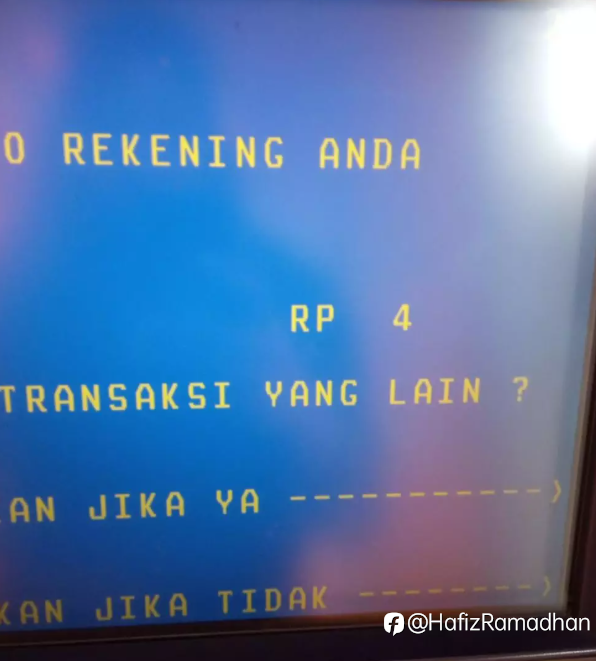 O REKENING ANDA
RP 4
TRANSAKSI YANG LAIN ?
AN JIKA YA ----------->
KAN JIKA TIDAK -------->
@HafizRamadhan